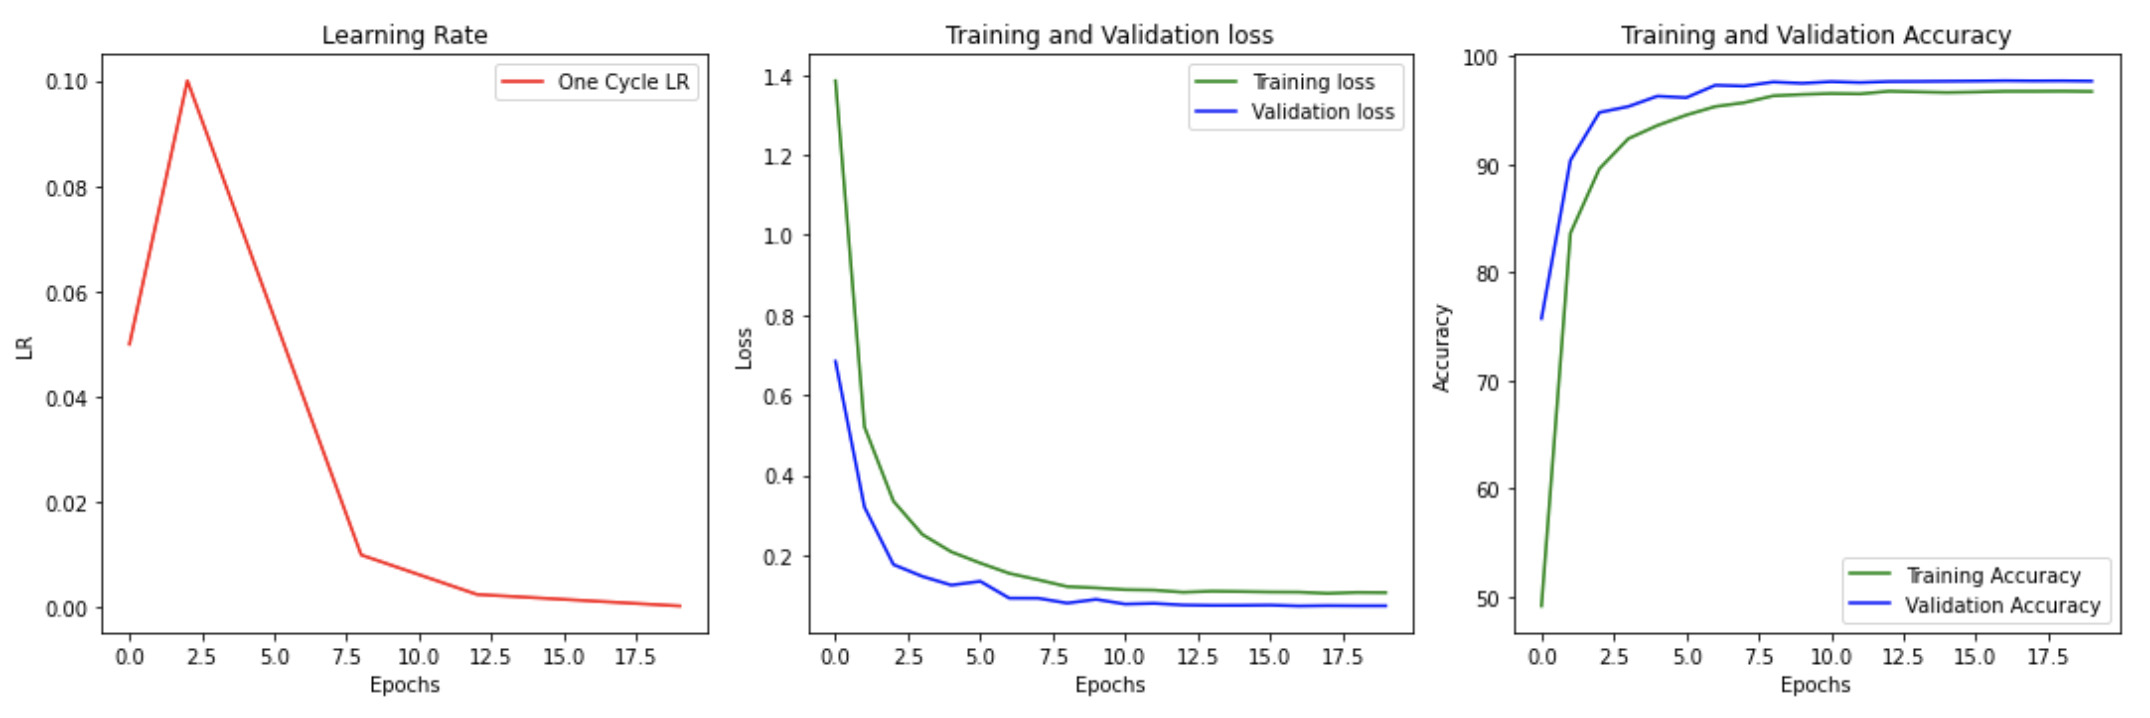 Learning Rate
One Cycle LR
LR
0.10
0.08
0.06
0.04
0.02
0.00
0.0 2.5 5.0 7.5 10.0 12.5 15.0 17.5
Epochs
Training and Validation loss
Training loss
Validation loss
Loss
1.4
1.2
1.0
0.8
0.6
0.4
0.2
0.0 2.5 5.0 7.5 10.0 12.5 15.0 17.5
Epochs
Training and Validation Accuracy
Accuracy
100
90
80
70
60
50
Training Accuracy
Validation Accuracy
0.0 2.5 5.0 7.5 10.0 12.5 15.0 17.5
Epochs